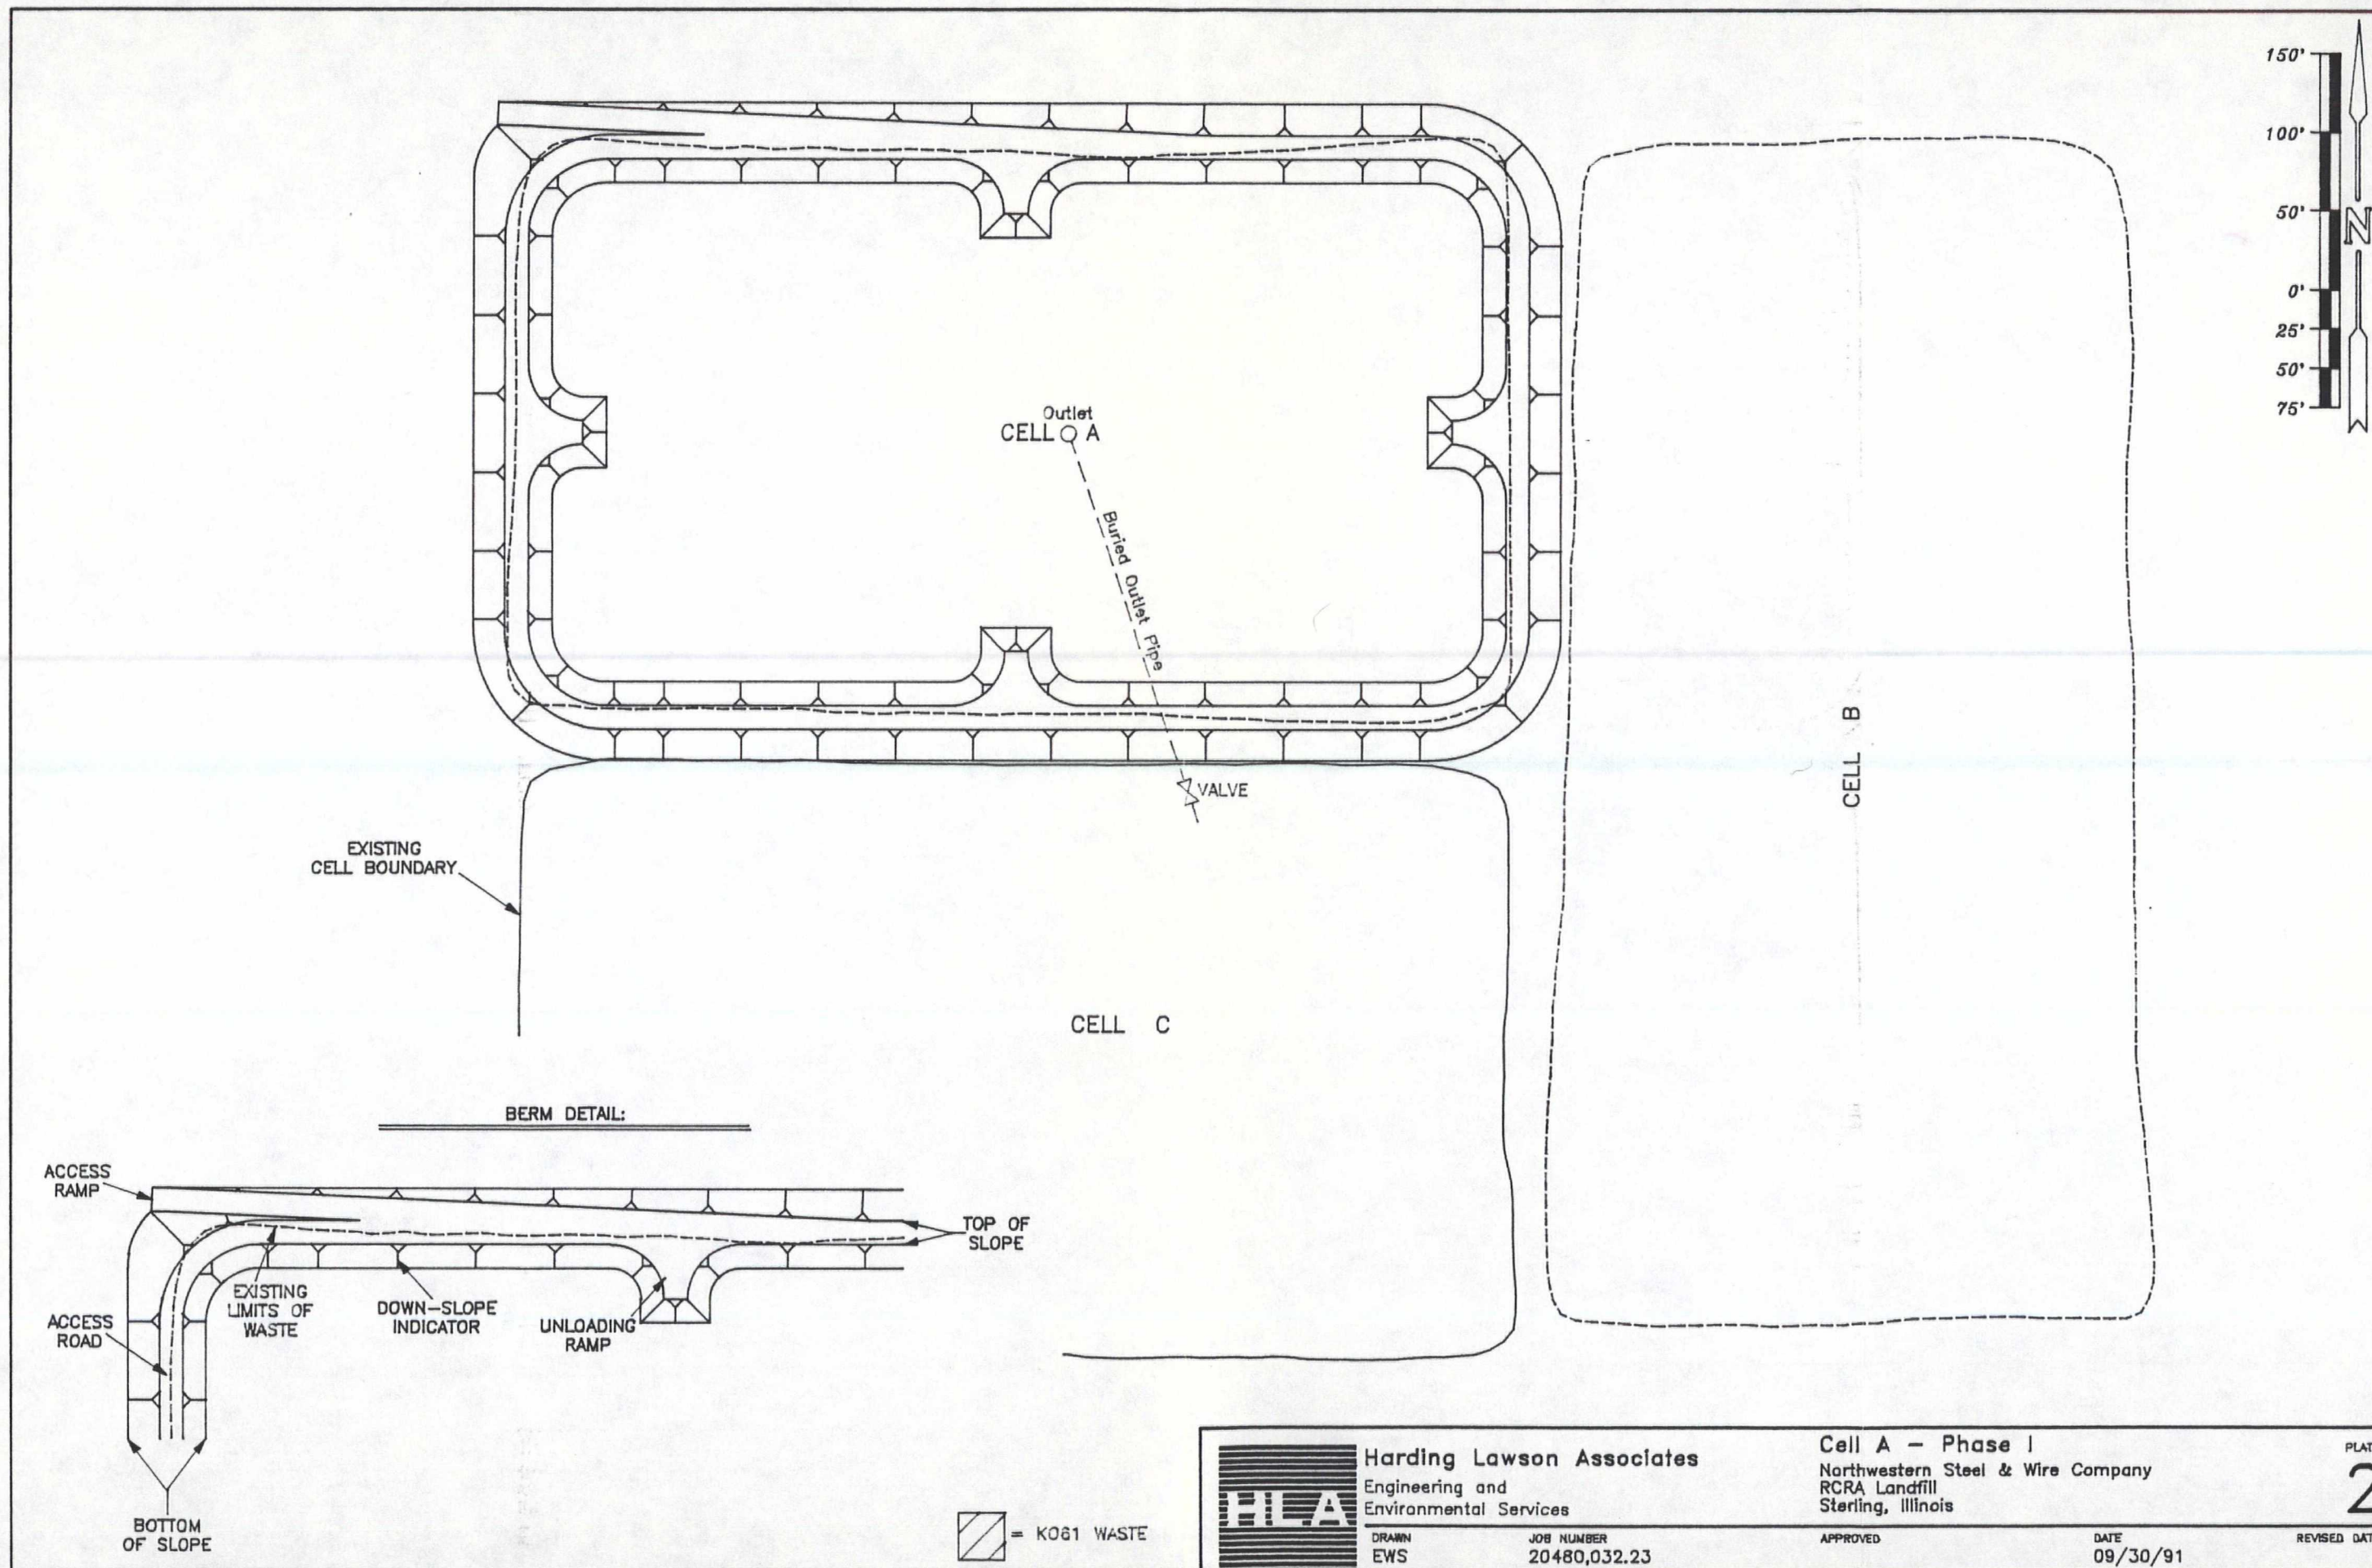 150'
100'
50'
N
0'
25'
50'
75'
Outlet
CELL A
Buried Outlet Pipe
VALVE
CELL B
EXISTING
CELL BOUNDARY
CELL C
BERM DETAIL:
ACCESS
RAMP
TOP OF
SLOPE
EXISTING
LIMITS OF
WASTE
DOWN-SLOPE
INDICATOR
UNLOADING
RAMP
ACCESS
ROAD
BOTTOM
OF SLOPE
= K061 WASTE
HLA
Harding Lawson Associates
Engineering and
Environmental Services
Cell A - Phase I
Northwestern Steel & Wire Company
RCRA Landfill
Sterling, Illinois
PLAT
2
DRAWN
EWS
JOB NUMBER
20480,032.23
APPROVED
DATE
09/30/91
REVISED DAT